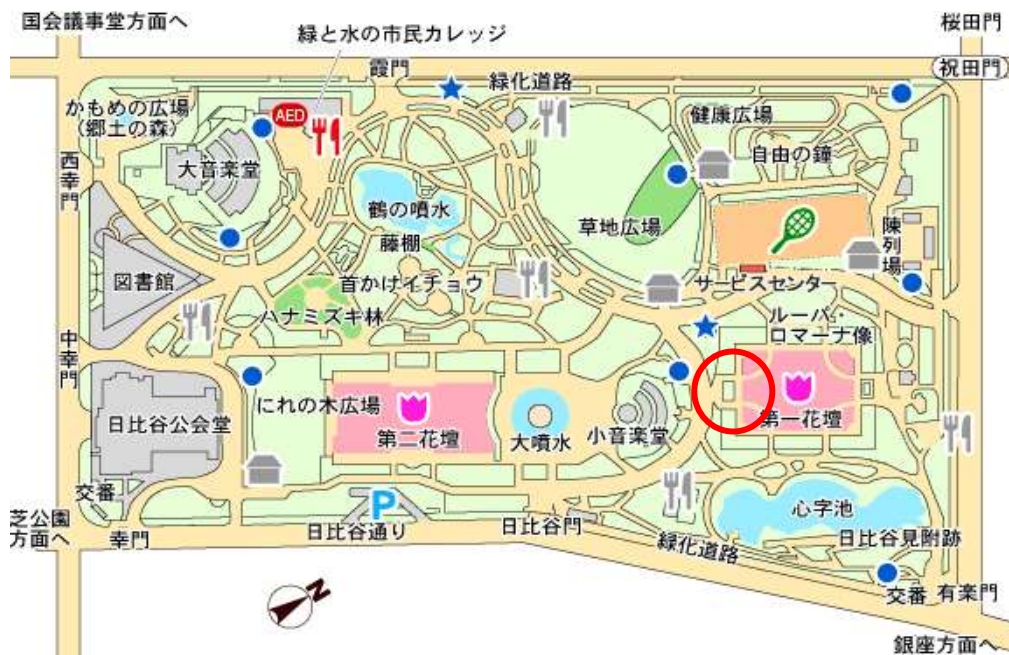 国会議事堂方面へ
桜田門
緑と水の市民カレッジ
霞門
祝田門
緑化道路
かもめの広場
(郷土の森)
AED
健康広場
自由の鐘
西幸門
大音楽堂
鶴の噴水
草地広場
陳列場
藤棚
図書館
首かけイチョウ
サービスセンター
ハナミズキ林
ルーパ・
ロマーナ像
中幸門
にれの木広場
日比谷公会堂
第二花壇
大噴水
小音楽堂
第一花壇
交番
P
心字池
芝公園
方面へ
幸門
日比谷通り
日比谷門
緑化道路
日比谷見附跡
交番
有楽門
N
銀座方面へ